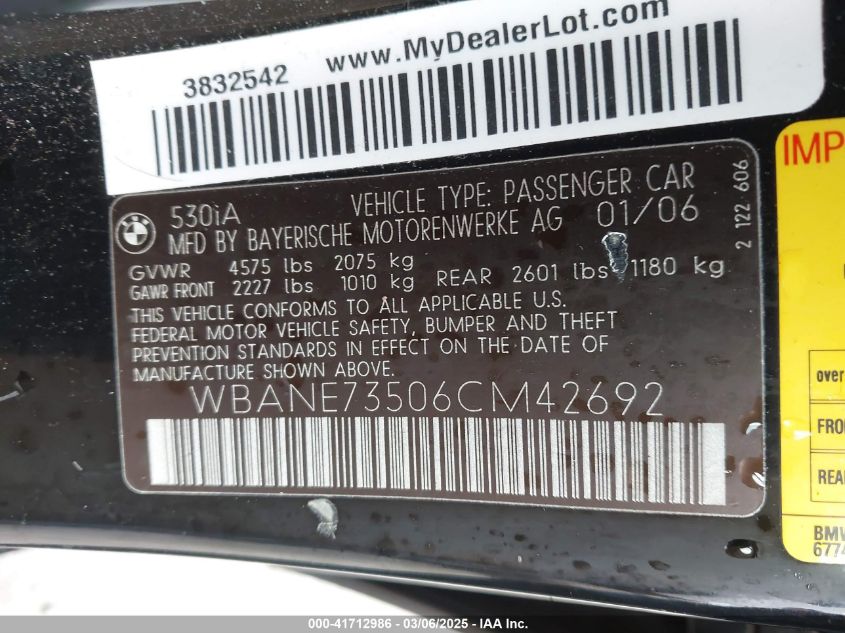 www.MyDealerLot.com
3832542
530iA
VEHICLE TYPE: PASSENGER CAR
MFD BY BAYERISCHE MOTORENWERKE AG 01/06
GVWR 4575 lbs 2075 kg
GAWR FRONT 2227 lbs 1010 kg REAR 2601 lbs 1180 kg
THIS VEHICLE CONFORMS TO ALL APPLICABLE U.S.
FEDERAL MOTOR VEHICLE SAFETY, BUMPER AND THEFT
PREVENTION STANDARDS IN EFFECT ON THE DATE OF
MANUFACTURE SHOWN ABOVE.
WBANE73506CM42692
2 122 606
IMP
over
FRO
REA
BMW
677
000-41712986 - 03/06/2025 - IAAI.com